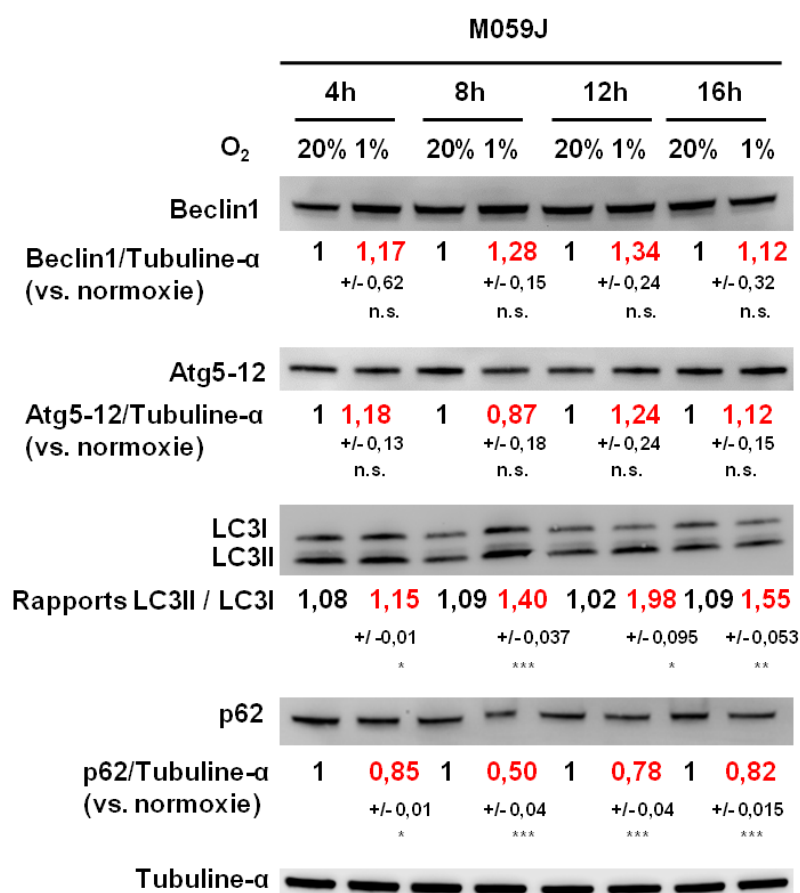 M059J
4h 8h 12h 16h
O₂ 20% 1% 20% 1% 20% 1% 20% 1%
Beclin1
Beclin1/Tubuline-α 1 1,17 1 1,28 1 1,34 1 1,12
(vs. normoxie) +/-0,62 +/-0,15 +/-0,24 +/-0,32
n.s. n.s. n.s. n.s.
Atg5-12
Atg5-12/Tubuline-α 1 1,18 1 0,87 1 1,24 1 1,12
(vs. normoxie) +/-0,13 +/-0,18 +/-0,24 +/-0,15
n.s. n.s. n.s. n.s.
LC3I
LC3II
Rapports LC3II / LC3I 1,08 1,15 1,09 1,40 1,02 1,98 1,09 1,55
+/-0,01 +/-0,037 +/-0,095 +/-0,053
* *** * **
p62
p62/Tubuline-α 1 0,85 1 0,50 1 0,78 1 0,82
(vs. normoxie) +/-0,01 +/-0,04 +/-0,04 +/-0,015
* *** *** ***
Tubuline-α